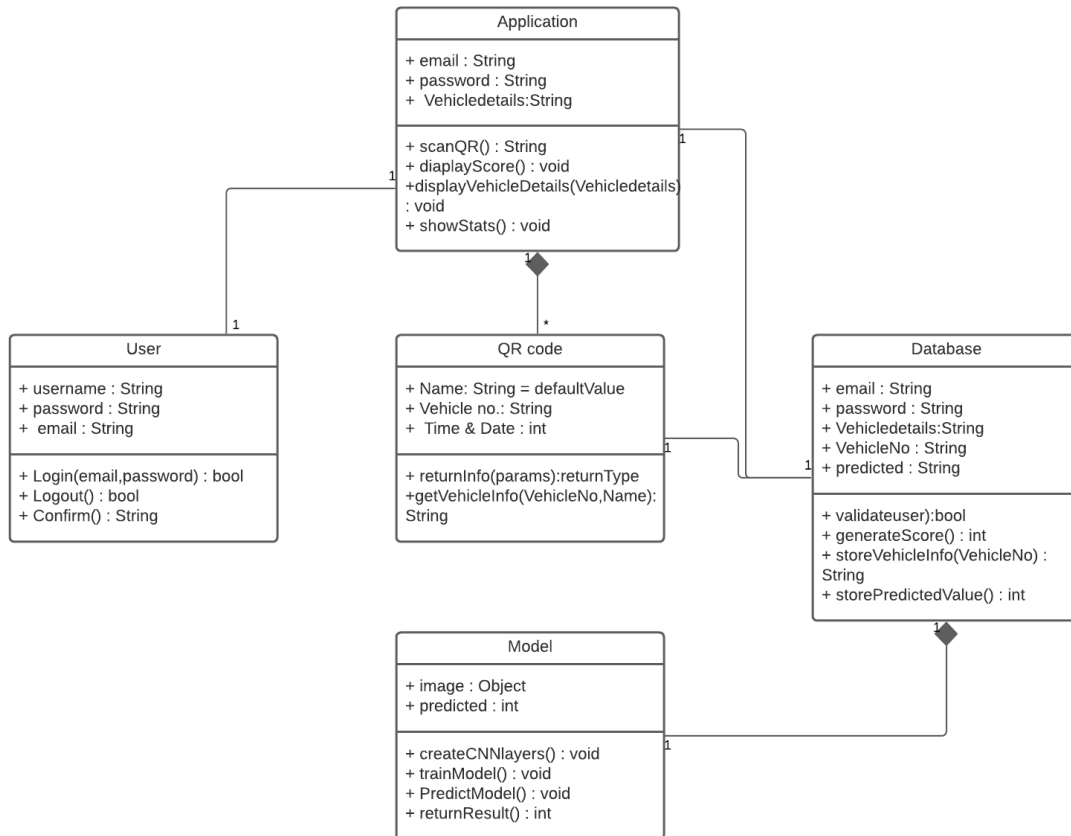 Application
+ email : String
+ password : String
+ Vehicledetails:String
+ scanQR() : String
+ diaplayScore() : void
+displayVehicleDetails(Vehicledetails)
: void
+ showStats() : void
1
1
1
1
*
1
User
+ username : String
+ password : String
+ email : String
+ Login(email,password) : bool
+ Logout() : bool
+ Confirm() : String
QR code
+ Name: String = defaultValue
+ Vehicle no.: String
+ Time & Date : int
+ returnInfo(params):returnType
+getVehicleInfo(VehicleNo,Name):
String
1
Database
+ email : String
+ password : String
+ Vehicledetails:String
+ VehicleNo : String
+ predicted : String
+ validateuser):bool
+ generateScore() : int
+ storeVehicleInfo(VehicleNo) :
String
+ storePredictedValue() : int
1
Model
+ image : Object
+ predicted : int
+ createCNNlayers() : void
+ trainModel() : void
+ PredictModel() : void
+ returnResult() : int
1